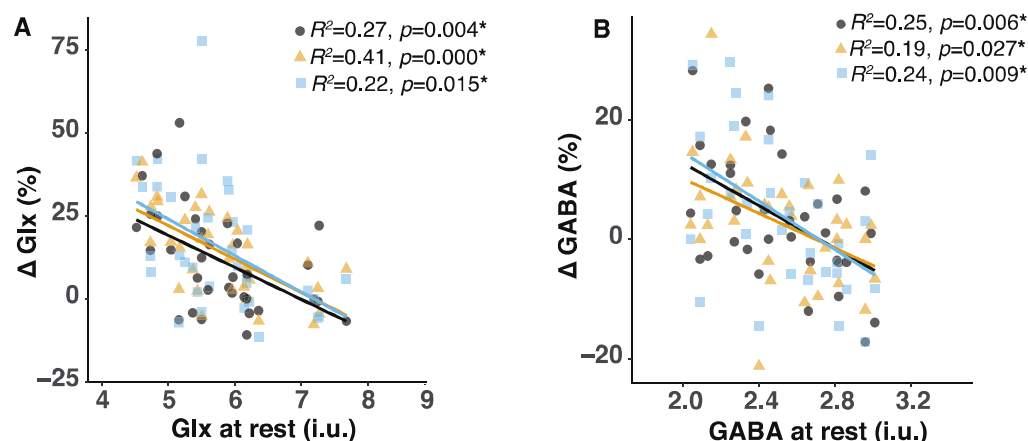 A
R²=0.27, p=0.004*
R²=0.41, p=0.000*
R²=0.22, p=0.015*
Δ Glx (%)
75
50
25
0
−25
4 5 6 7 8 9
Glx at rest (i.u.)
B
R²=0.25, p=0.006*
R²=0.19, p=0.027*
R²=0.24, p=0.009*
Δ GABA (%)
20
0
−20
2.0 2.4 2.8 3.2
GABA at rest (i.u.)